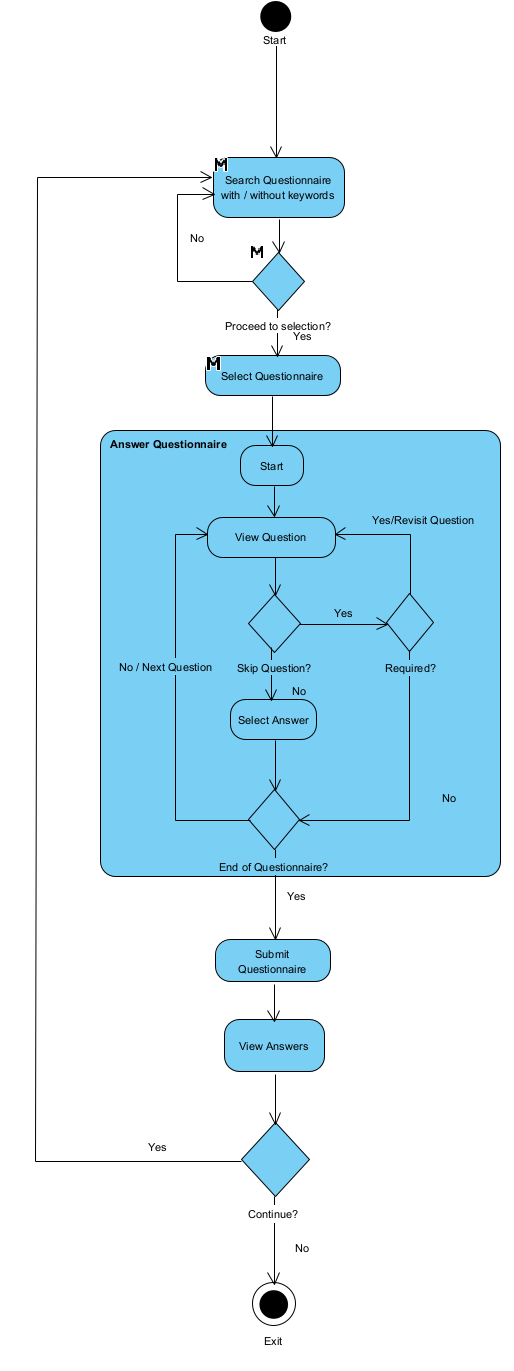 Start
M
Search Questionnaire
with / without keywords
No
M
Proceed to selection?
Yes
M
Select Questionnaire
Answer Questionnaire
Start
Yes/Revisit Question
View Question
Yes
No / Next Question
Skip Question?
Required?
No
Select Answer
No
End of Questionnaire?
Yes
Submit
Questionnaire
View Answers
Yes
Continue?
No
Exit